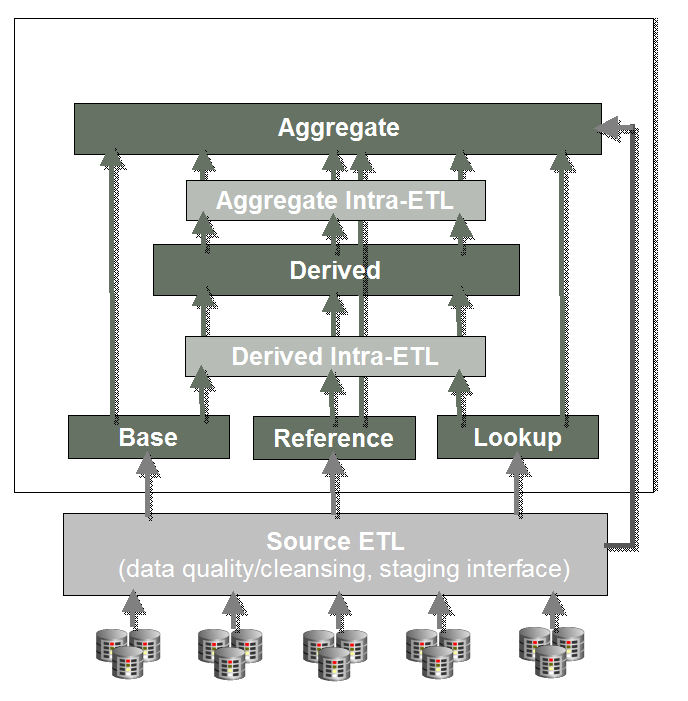 Aggregate
Aggregate Intra-ETL
Derived
Derived Intra-ETL
Base
Reference
Lookup
Source ETL
(data quality/cleansing, staging interface)